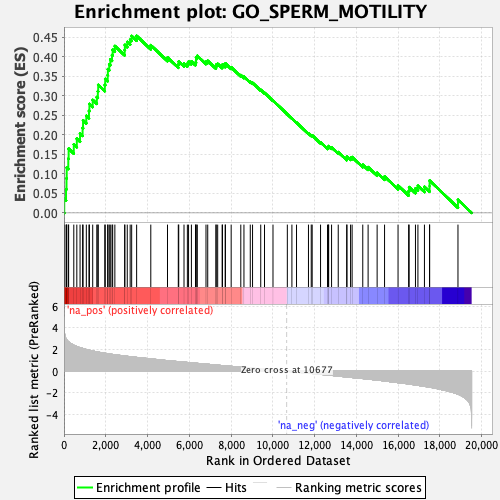 Enrichment plot: GO_SPERM_MOTILITY
Enrichment score (ES)
0.45
0.40
0.35
0.30
0.25
0.20
0.15
0.10
0.05
0.00
Ranked list metric (PreRanked)
'na_pos' (positively correlated)
6
4
2
0
-2
-4
Zero cross at 10677
'na_neg' (negatively correlated)
0
2,000
4,000
6,000
8,000
10,000
12,000
14,000
16,000
18,000
20,000
Rank in Ordered Dataset
Enrichment profile
Hits
Ranking metric scores